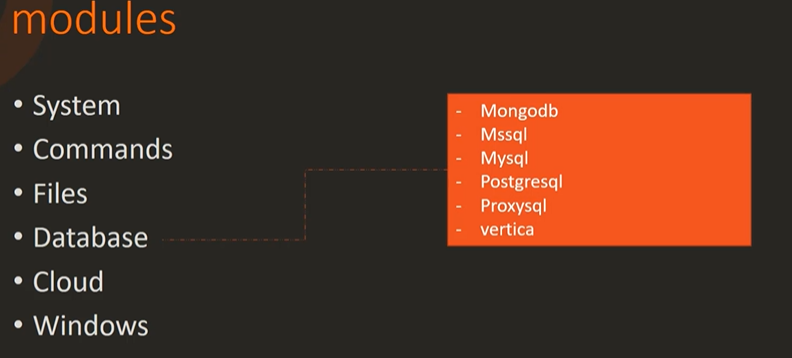 modules
• System
• Commands
• Files
• Database
• Cloud
• Windows
- Mongodb
- Mssql
- Mysql
- Postgresql
- Proxysql
- vertica